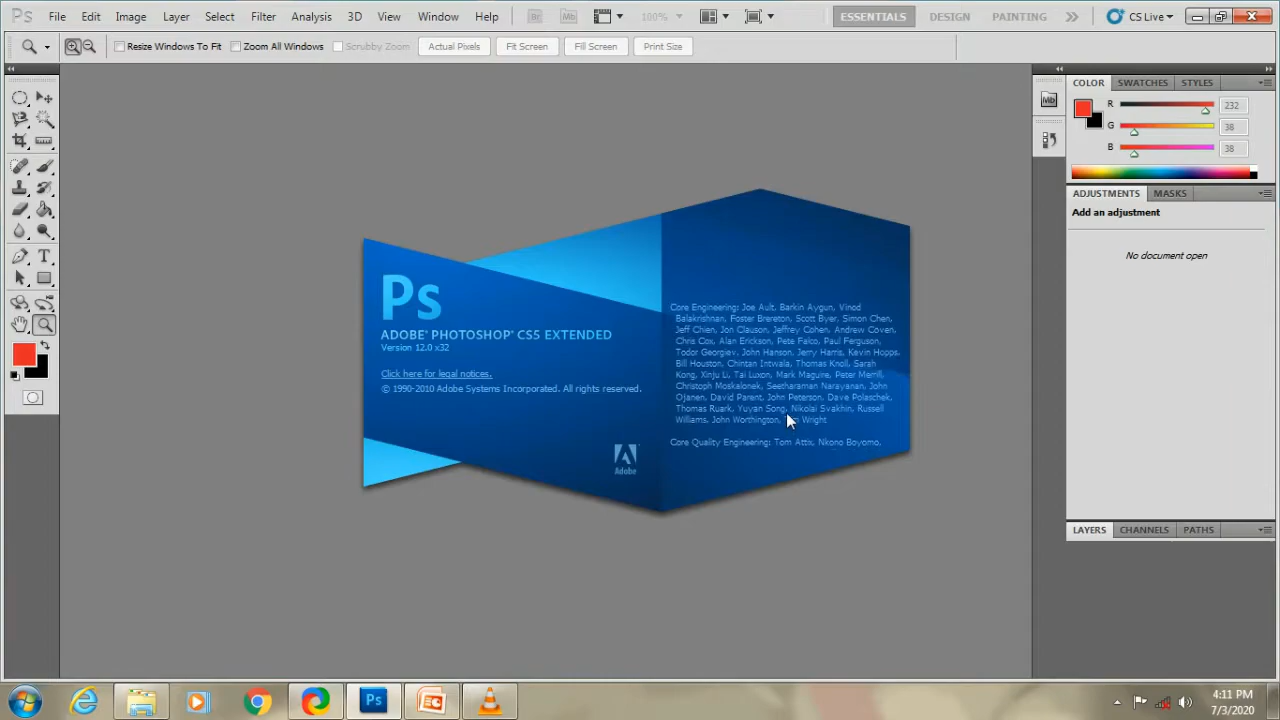 Ps File Edit Image Layer Select Filter Analysis 3D View Window Help Br Mb 100% ESSENTIALS DESIGN PAINTING CS Live
Resize Windows To Fit Zoom All Windows Scrubby Zoom Actual Pixels Fit Screen Fill Screen Print Size
COLOR SWATCHES STYLES
R 232
G 38
B 38
ADJUSTMENTS MASKS
Add an adjustment
No document open
LAYERS CHANNELS PATHS
Ps
ADOBE® PHOTOSHOP® CS5 EXTENDED
Version 12.0 x32
Click here for legal notices.
© 1990-2010 Adobe Systems Incorporated. All rights reserved.
Adobe
Core Engineering: Joe Ault, Barkin Aygun, Vinod
Balakrishnan, Foster Brereton, Scott Byer, Simon Chen,
Jeff Chien, Jon Clauson, Jeffrey Cohen, Andrew Coven,
Chris Cox, Alan Erickson, Pete Falco, Paul Ferguson,
Todor Georgiev, John Hanson, Jerry Harris, Kevin Hopps,
Bill Houston, Chintan Intwala, Thomas Knoll, Sarah
Kong, Xinju Li, Tai Luxon, Mark Maguire, Peter Merrill,
Christoph Moskalonek, Seetharaman Narayanan, John
Ojanen, David Parent, John Peterson, Dave Polaschek,
Thomas Ruark, Yuyan Song, Nikolai Svakhin, Russell
Williams, John Worthington, Wright
Core Quality Engineering: Tom Attix, Nkono Boyomo,
Ps
4:11 PM
7/3/2020